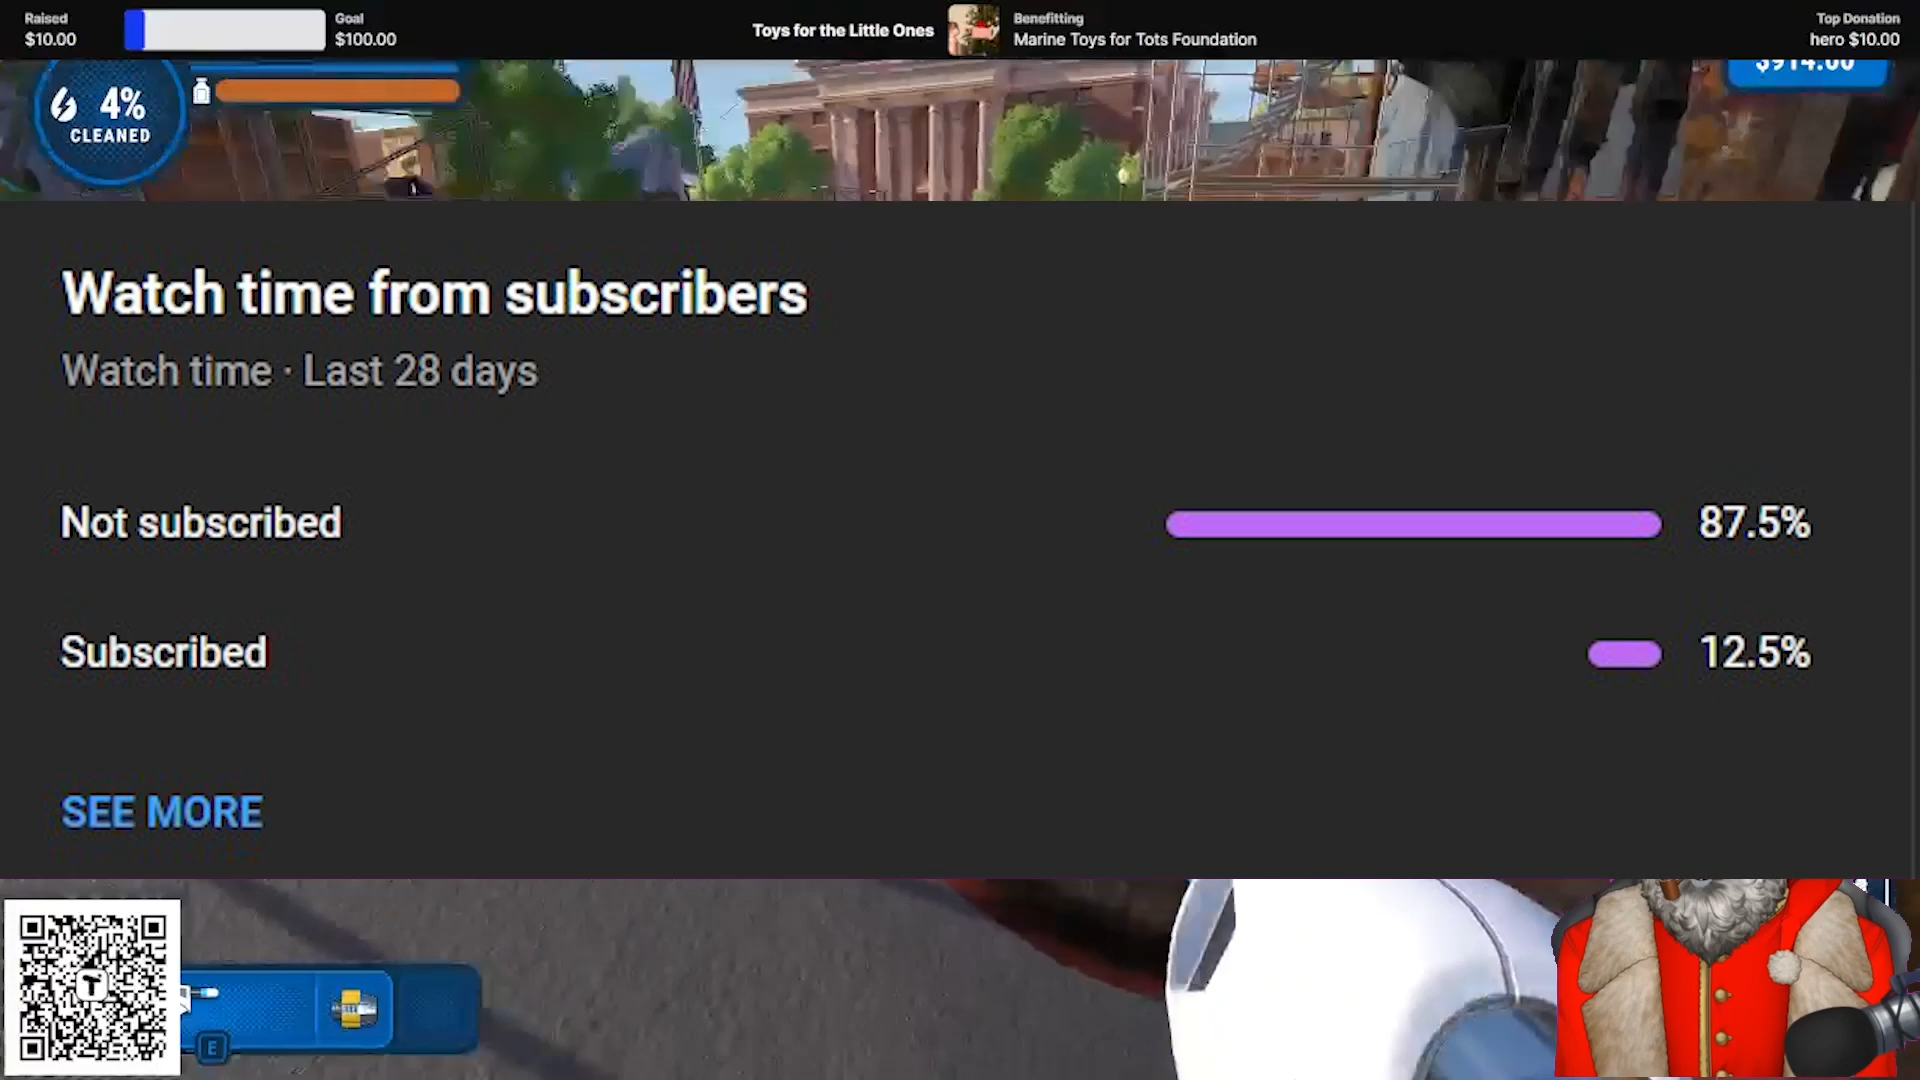 Raised
$10.00
Goal
$100.00
Toys for the Little Ones
Benefitting
Marine Toys for Tots Foundation
Top Donation
hero $10.00
4%
CLEANED
$914.00
Watch time from subscribers
Watch time · Last 28 days
Not subscribed
87.5%
Subscribed
12.5%
SEE MORE
E